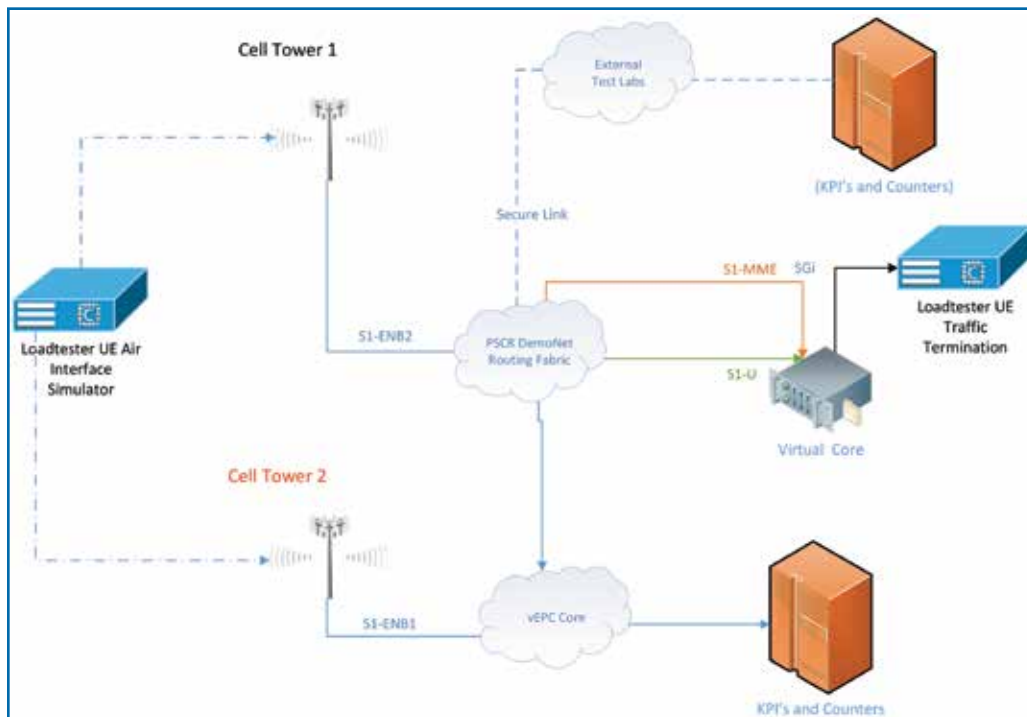 Cell Tower 1
External
Test Labs
(KPI's and Counters)
Secure Link
S1-MME
SGi
Loadtester UE
Traffic
Termination
Loadtester UE Air
Interface
Simulator
S1-ENB2
PSCR DemoNet
Routing Fabric
S1-U
Virtual Core
Cell Tower 2
S1-ENB1
vEPC Core
KPI's and Counters